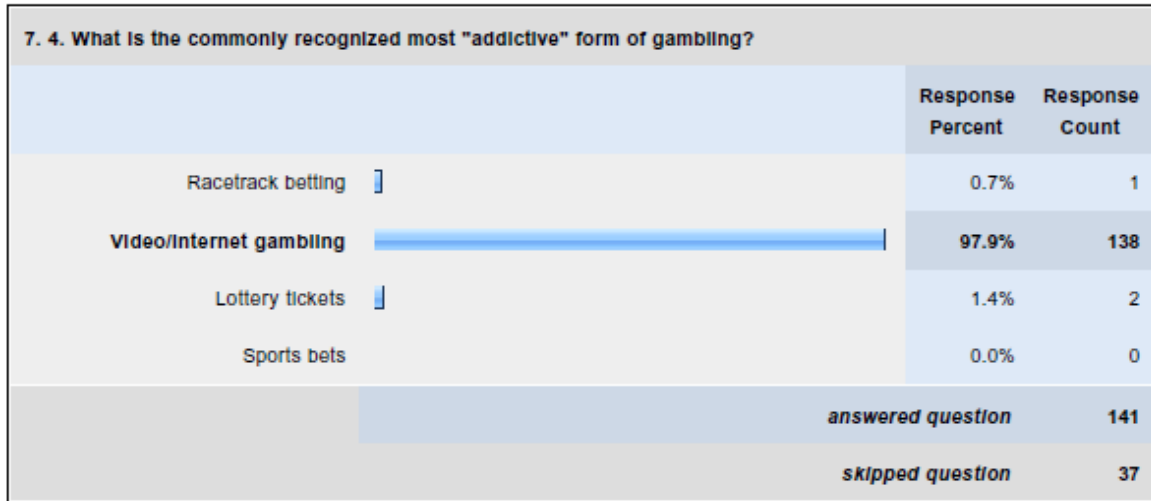 7. 4. What is the commonly recognized most "addictive" form of gambling?
Response Percent Response Count
Racetrack betting 0.7% 1
Video/Internet gambling 97.9% 138
Lottery tickets 1.4% 2
Sports bets 0.0% 0
answered question 141
skipped question 37